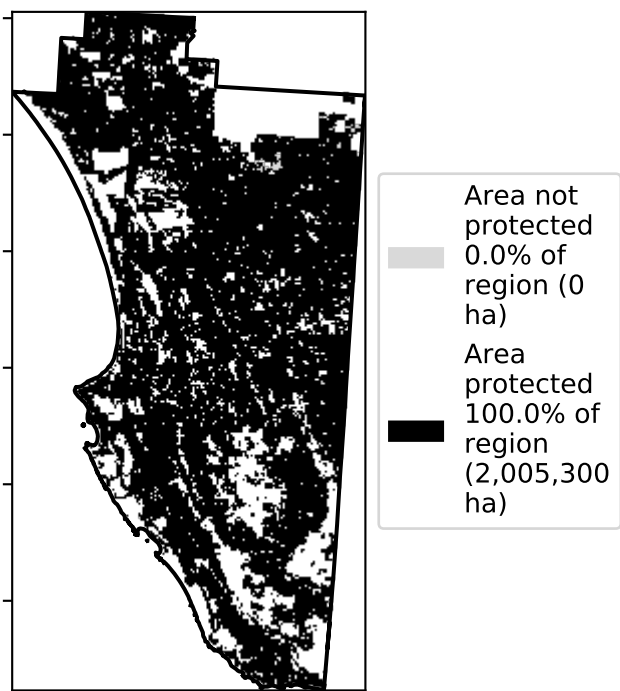 Area not
protected
0.0% of
region (0
ha)
Area
protected
100.0% of
region
(2,005,300
ha)